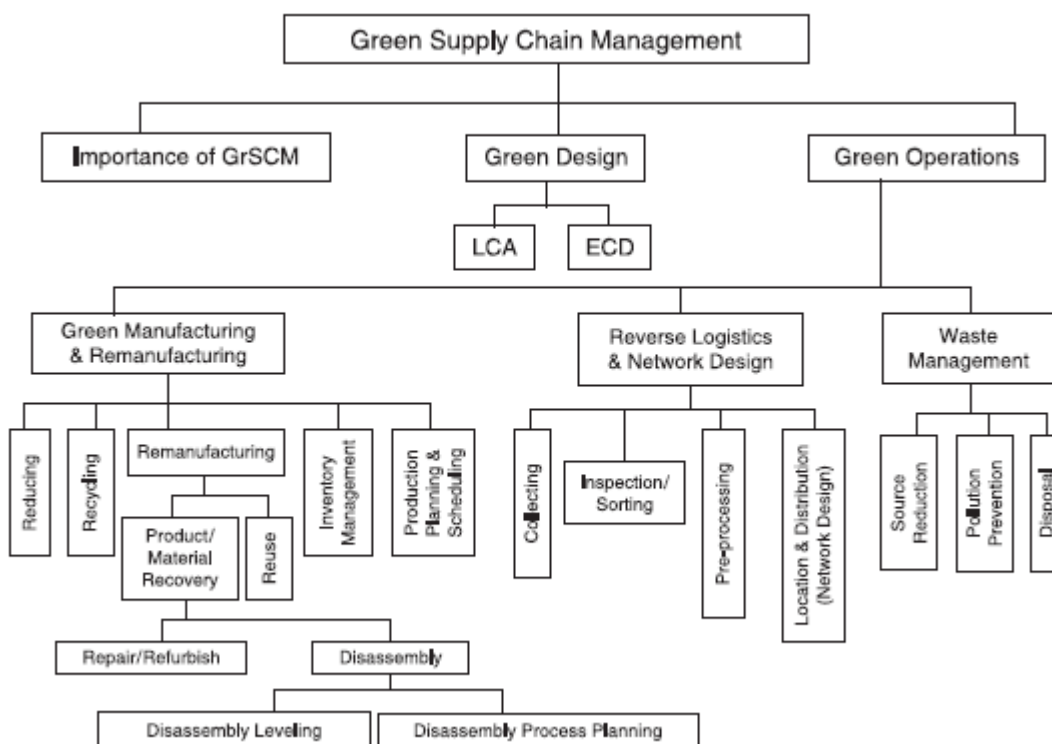 Green Supply Chain Management
Importance of GrSCM
Green Design
Green Operations
LCA
ECD
Green Manufacturing
& Remanufacturing
Reverse Logistics
& Network Design
Waste
Management
Reducing
Recycling
Remanufacturing
Inventory
Management
Production
Planning &
Scheduling
Collecting
Inspection/
Sorting
Pre-processing
Location & Distribution
(Network Design)
Source
Reduction
Pollution
Prevention
Disposal
Product/
Material
Recovery
Reuse
Repair/Refurbish
Disassembly
Disassembly Leveling
Disassembly Process Planning